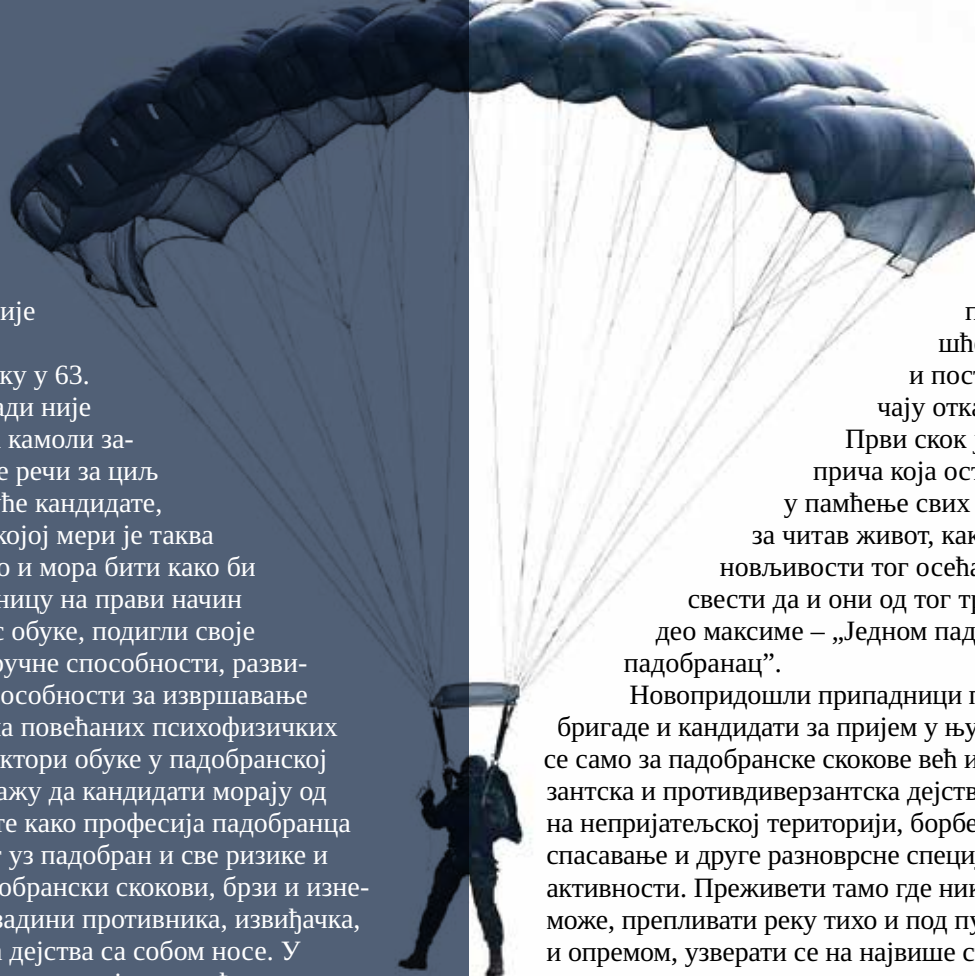 ије
ку у 63.
ади није
камоли за-
е речи за циљ
ће кандидате,
којој мери је таква
о и мора бити како би
ницу на прави начин
с обуке, подигли своје
ручне способности, разви-
особности за извршавање
а повећаних психофизичких
ктори обуке у падобранској
ажу да кандидати морају од
те како професија падобранца
уз падобран и све ризике и
обрански скокови, брзи и изне-
задини противника, извиђачка,
дејства са собом носе. У
п
шће
и пост
чају отка
Први скок ј
прича која ост
у памћење свих
за читав живот, как
новљивости тог осећа
свести да и они од тог тр
део максиме – „Једном пад
падобранац”.
Новопридошли припадници п
бригаде и кандидати за пријем у њу
се само за падобранске скокове већ и
зантска и противдиверзантска дејств
на непријатељској територији, борбе
спасавање и друге разноврсне специј
активности. Преживети тамо где ник
може, препливати реку тихо и под пу
и опремом, узверати се на највише с